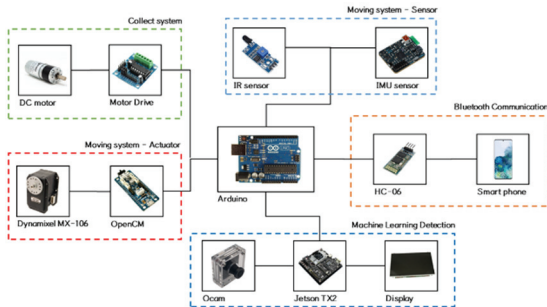 Collect system
DC motor
Motor Drive
Moving system - Sensor
IR sensor
IMU sensor
Bluetooth Communication
HC-06
Smart phone
Arduino
Moving system - Actuator
Dynamixel MX-106
OpenCM
Machine Learning Detection
Ocam
Jetson TX2
Display